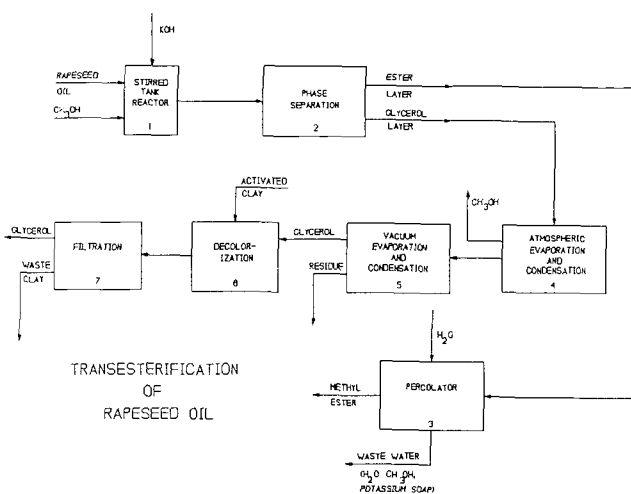 KOH
RAPESEED
OIL
CH3OH
STIRRED
TANK
REACTOR
1
PHASE
SEPARATION
2
ESTER
LAYER
GLYCEROL
LAYER
ACTIVATED
CLAY
CH3OH
GLYCEROL
WASTE
CLAY
FILTRATION
7
DECOLOR-
IZATION
6
GLYCEROL
RESIDUE
VACUUM
EVAPORATION
AND
CONDENSATION
5
ATMOSPHERIC
EVAPORATION
AND
CONDENSATION
4
H2O
TRANSESTERIFICATION
OF
RAPESEED OIL
METHYL
ESTER
PERCOLATOR
3
WASTE WATER
(H2O CH3OH,
POTASSIUM SOAP)